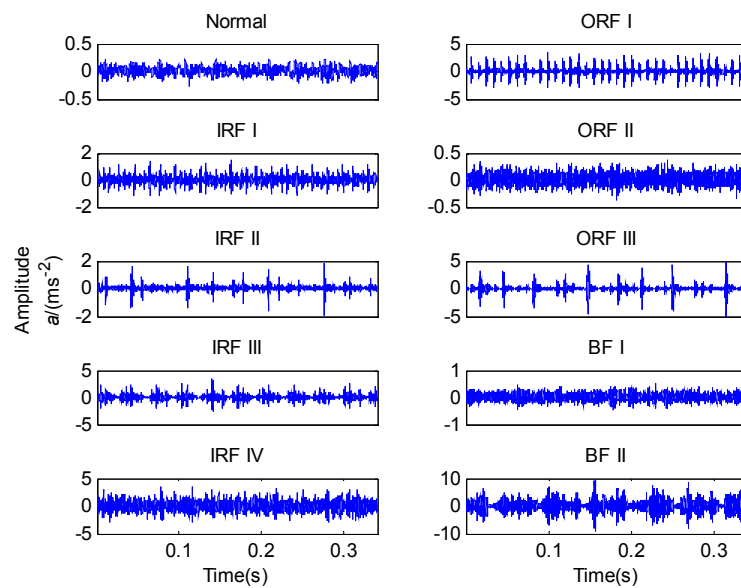 Normal
0.5
0
-0.5
ORF I
5
0
-5
IRF I
2
0
-2
ORF II
0.5
0
-0.5
IRF II
2
0
-2
ORF III
5
0
-5
IRF III
5
0
-5
BF I
1
0
-1
IRF IV
5
0
-5
0.1 0.2 0.3
Time(s)
BF II
10
0
-10
0.1 0.2 0.3
Time(s)
Amplitude
a/(ms-2)